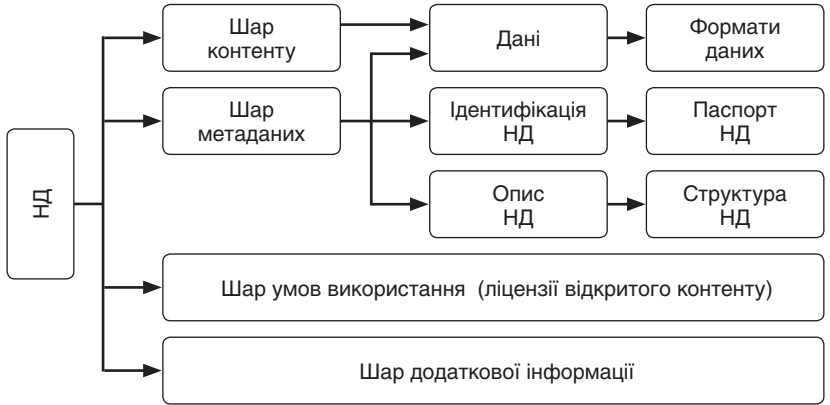 НД
Шар
контенту
Дані
Формати
даних
Шар
метаданих
Ідентифікація
НД
Паспорт
НД
Опис
НД
Структура
НД
Шар умов використання (ліцензії відкритого контенту)
Шар додаткової інформації